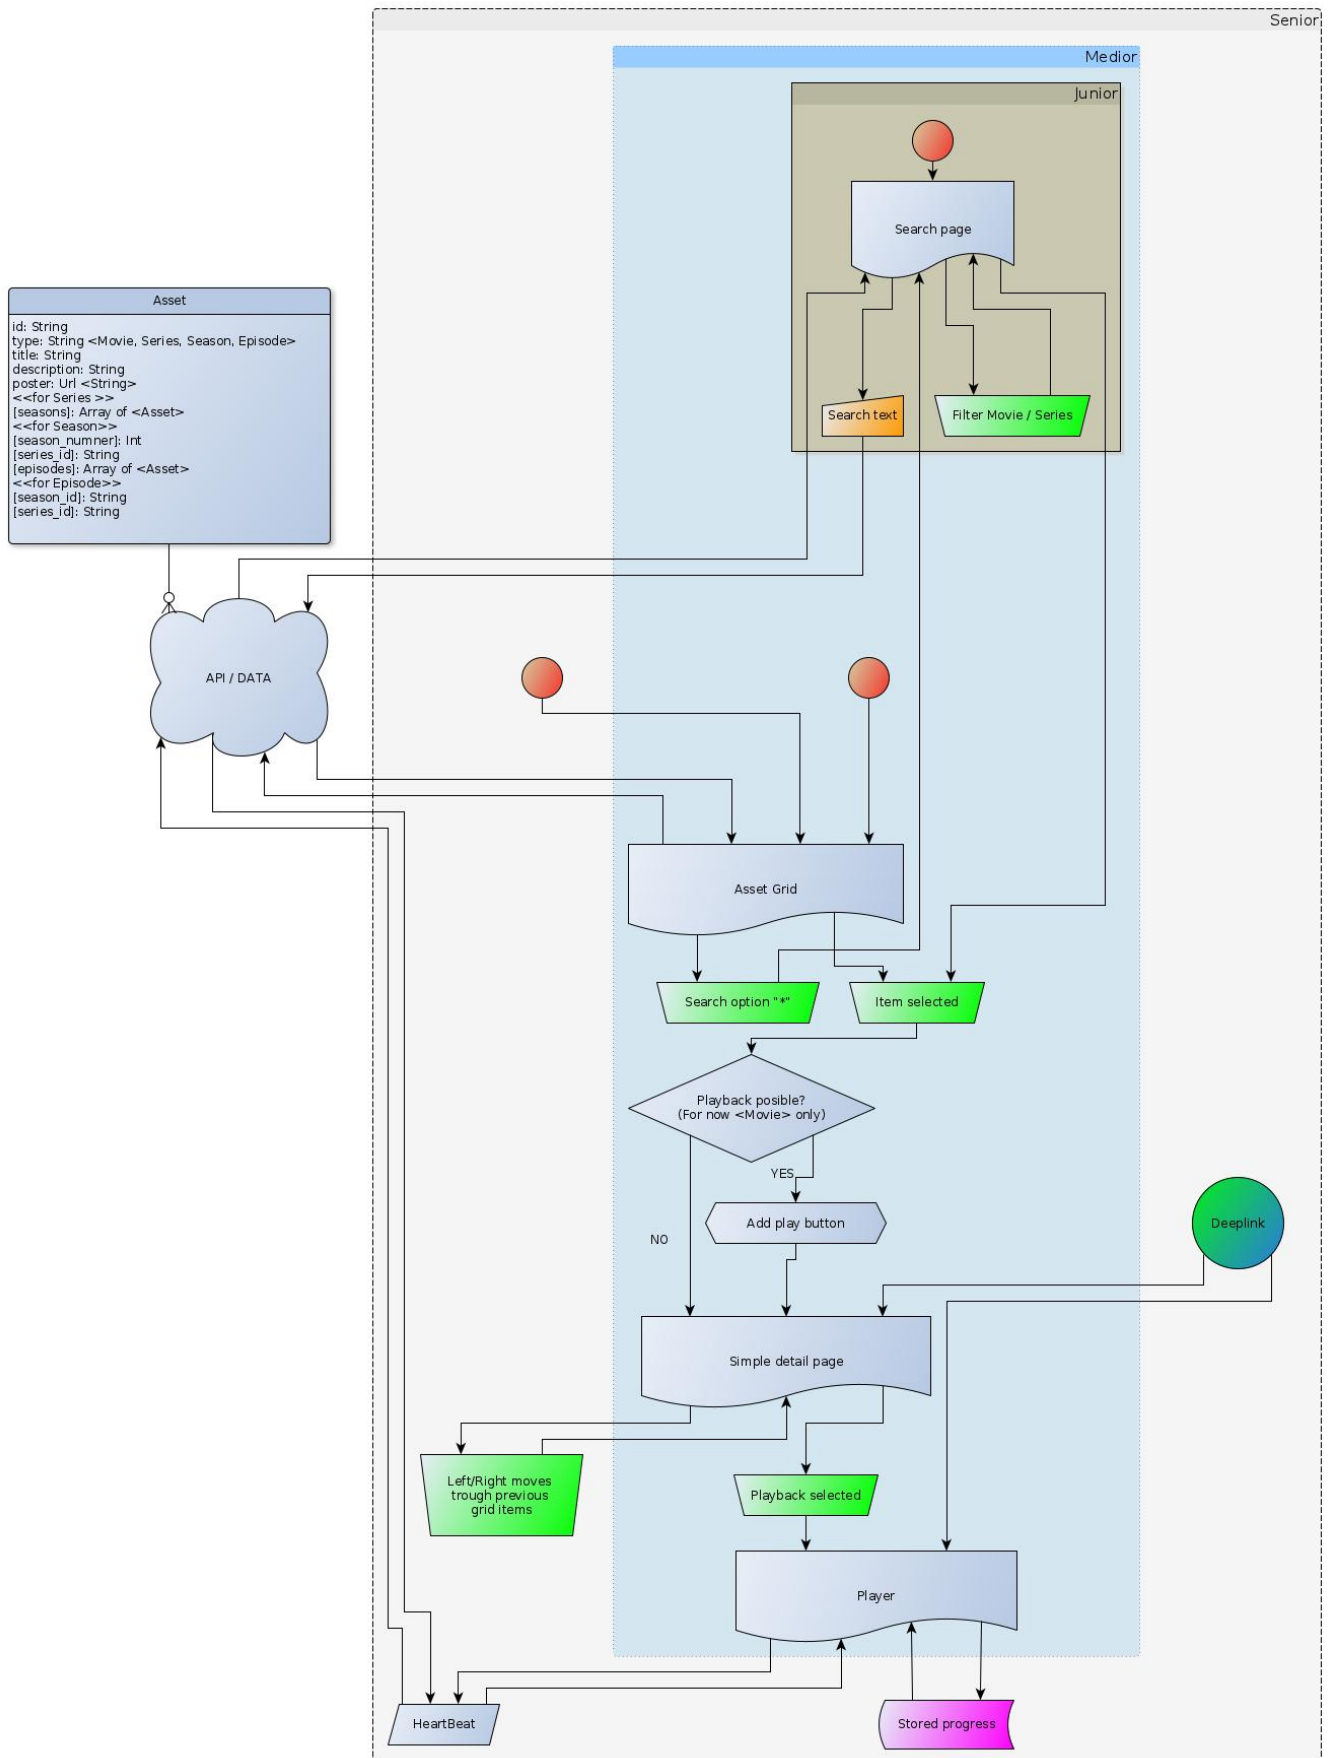 Senior
Medior
Junior
Search page
Asset
id: String
type: String <Movie, Series, Season, Episode>
title: String
description: String
poster: Url <String>
<<for Series >>
[seasons]: Array of <Asset>
<<for Season>>
[season_numner]: Int
[series_id]: String
[episodes]: Array of <Asset>
<<for Episode>>
[season_id]: String
[series_id]: String
Search text
Filter Movie / Series
API / DATA
Asset Grid
Search option "*"
Item selected
Playback posible?
(For now <Movie> only)
YES
Add play button
NO
Deeplink
Simple detail page
Left/Right moves
trough previous
grid items
Playback selected
Player
HeartBeat
Stored progress